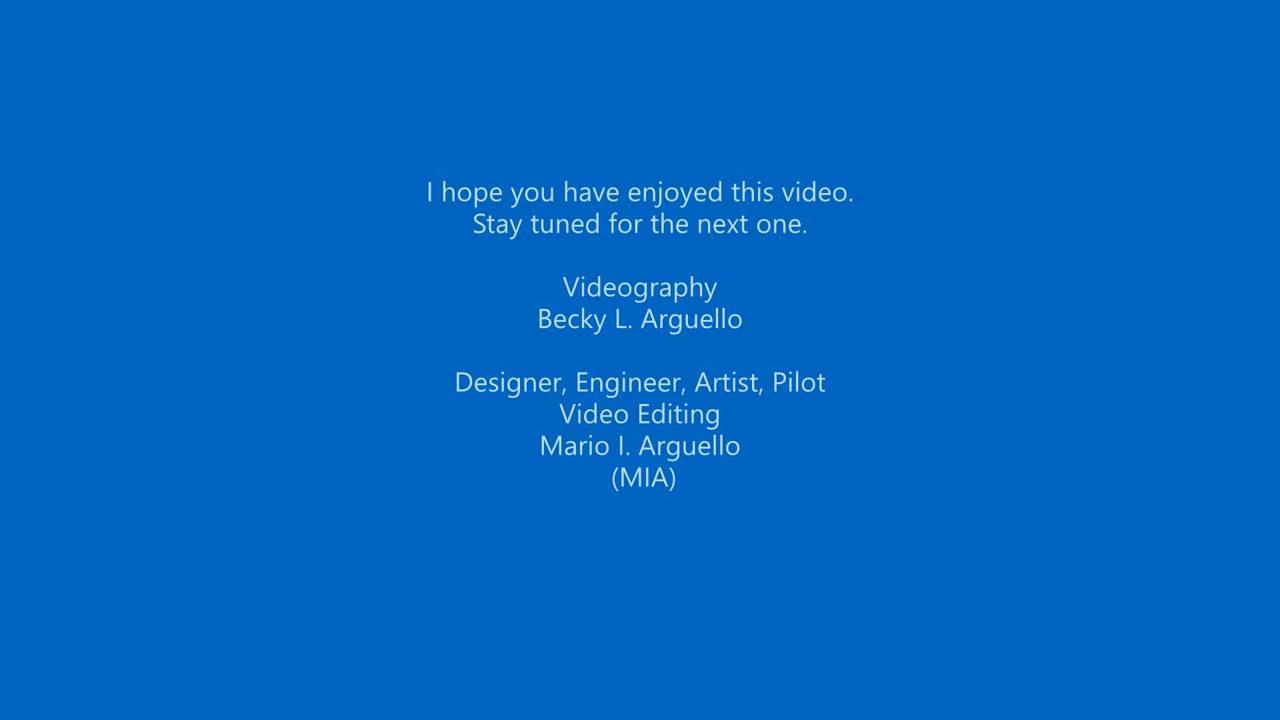 I hope you have enjoyed this video.
Stay tuned for the next one.
Videography
Becky L. Arguello
Designer, Engineer, Artist, Pilot
Video Editing
Mario I. Arguello
(MIA)